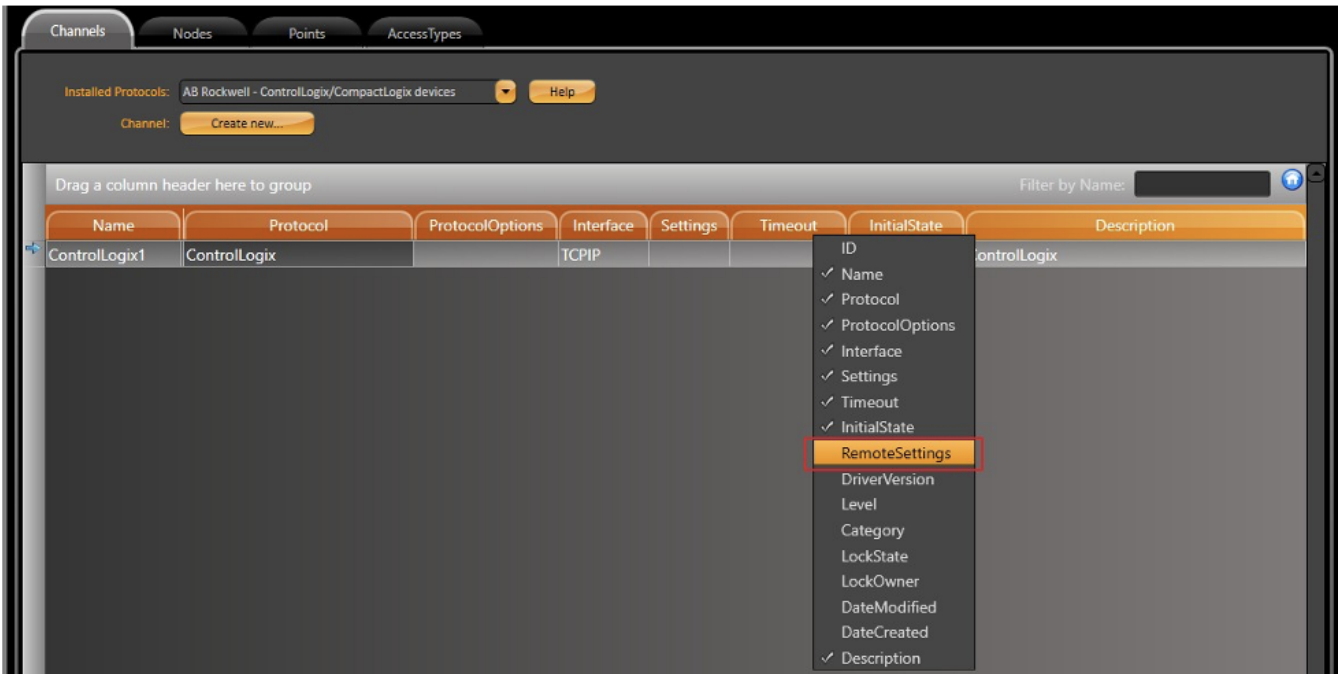 Channels Nodes Points AccessTypes
Installed Protocols: AB Rockwell - ControlLogix/CompactLogix devices Help
Channel: Create new...
Drag a column header here to group Filter by Name:
Name Protocol ProtocolOptions Interface Settings Timeout InitialState Description
ControlLogix1 ControlLogix TCPIP ontrolLogix
ID
Name
Protocol
ProtocolOptions
Interface
Settings
Timeout
InitialState
RemoteSettings
DriverVersion
Level
Category
LockState
LockOwner
DateModified
DateCreated
Description